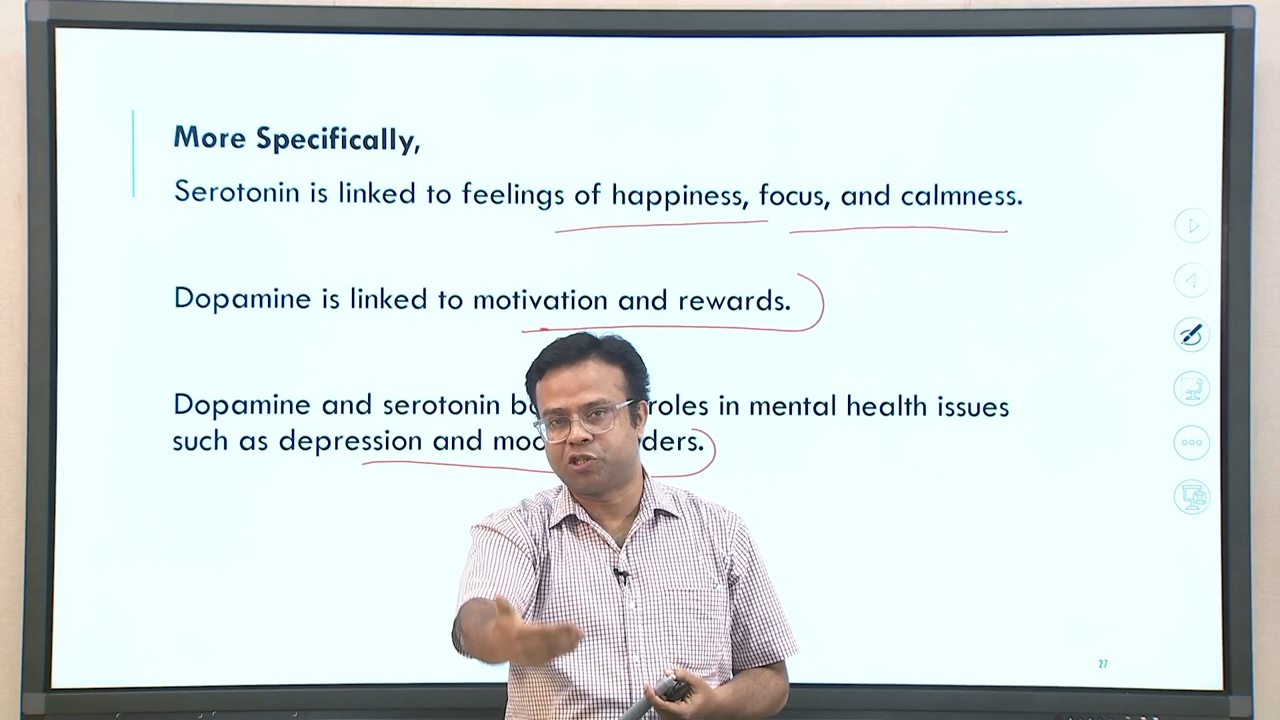 More Specifically,
Serotonin is linked to feelings of happiness, focus, and calmness.
Dopamine is linked to motivation and rewards.
Dopamine and serotonin roles in mental health issues
such as depression and
27